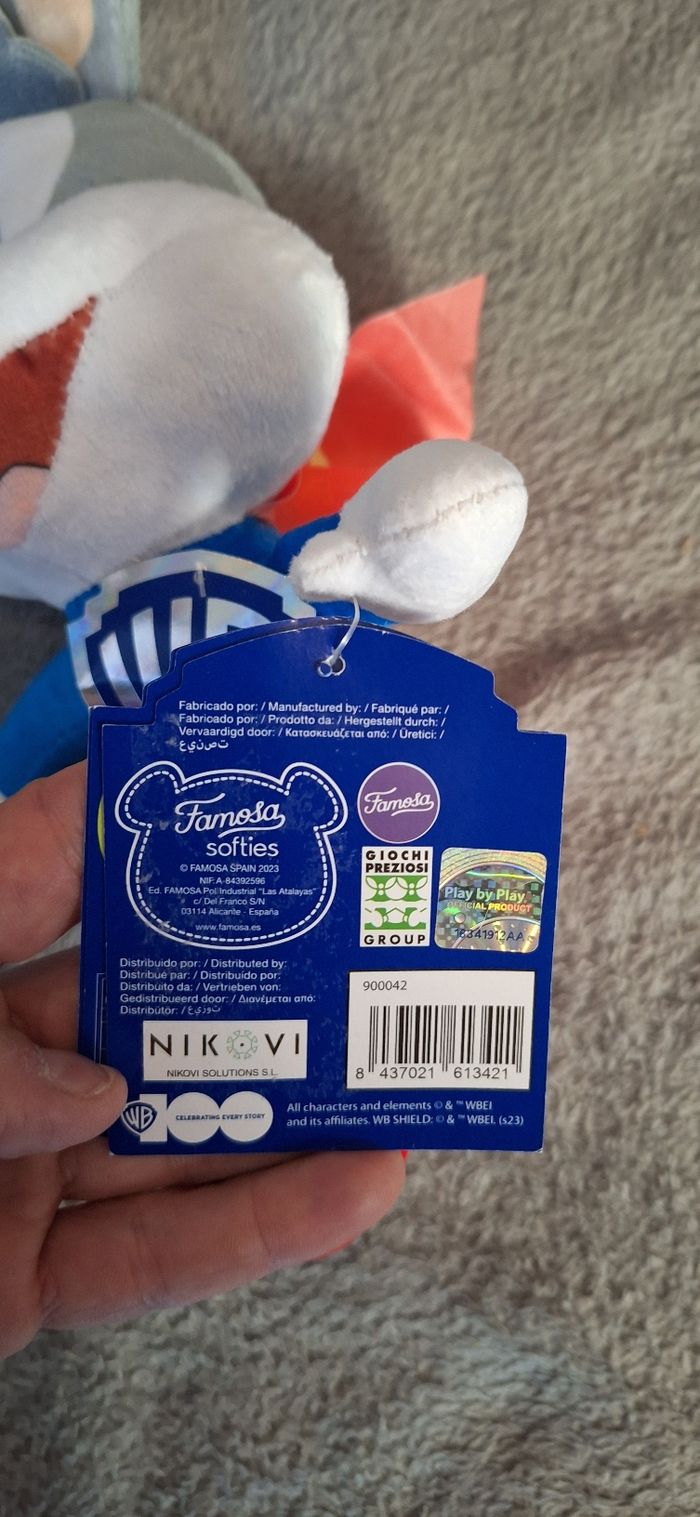 WB
Fabricado por: / Manufactured by: / Fabriqué par: /
Fabricado por: / Prodotto da: / Hergestellt durch: /
Vervaardigd door: / Κατασκευάζεται από: / Üretici: /
Famosa
softies
© FAMOSA SPAIN 2023
NIF A-84392596
Ed. FAMOSA Pol Industrial "Las Atalayas"
c/ Del Franco S/N
03114 Alicante - España
www.famosa.es
Famosa
GIOCHI
PREZIOSI
GROUP
Play by Play
OFFICIAL PRODUCT
Distribuido por: / Distributed by:
Distribué par: / Distribuído por:
Distribuito da: / Vertrieben von:
Gedistribueerd door: / Διανέμεται από:
Distribütör: /
NIKOVI
NIKOVI SOLUTIONS S.L.
900042
8 437021 613421
WB 100 CELEBRATING EVERY STORY
All characters and elements © & ™ WBEI
and its affiliates. WB SHIELD: © & ™ WBEI. (s23)